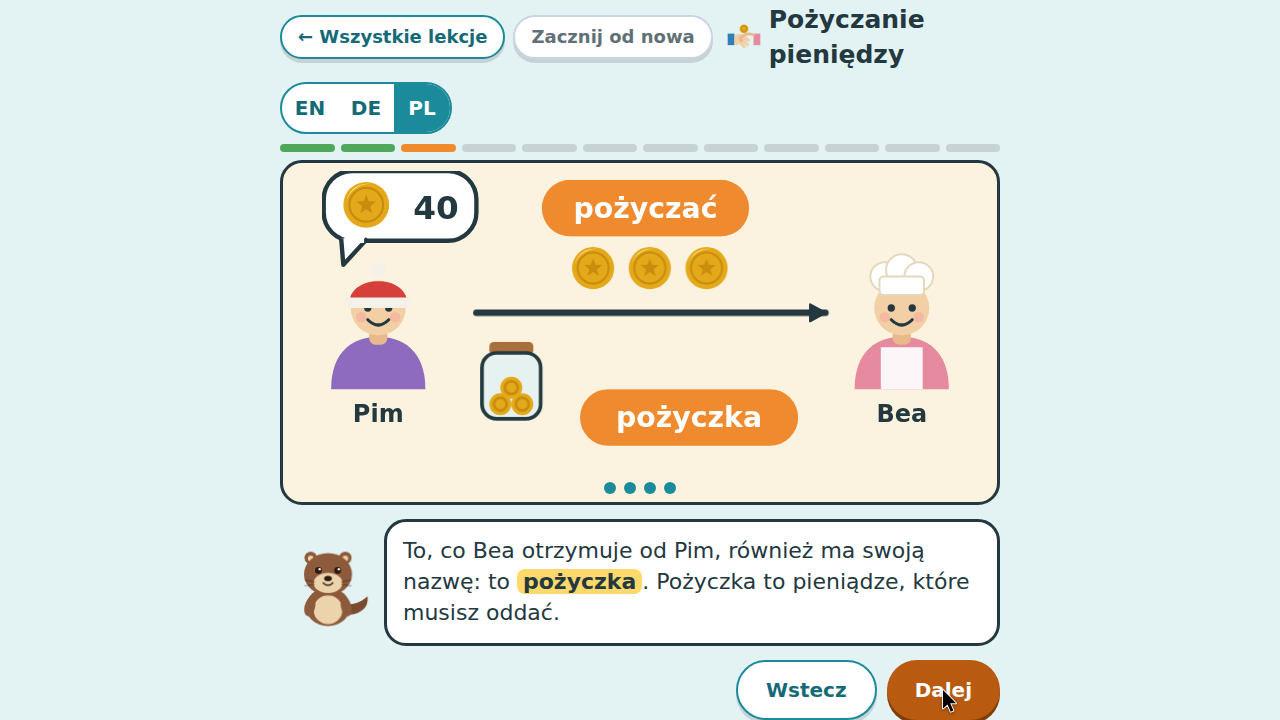 ← Wszystkie lekcje
Zacznij od nowa
Pożyczanie
pieniędzy
EN DE PL
40
pożyczać
Pim
pożyczka
Bea
To, co Bea otrzymuje od Pim, również ma swoją
nazwę: to pożyczka. Pożyczka to pieniądze, które
musisz oddać.
Wstecz
Dalej